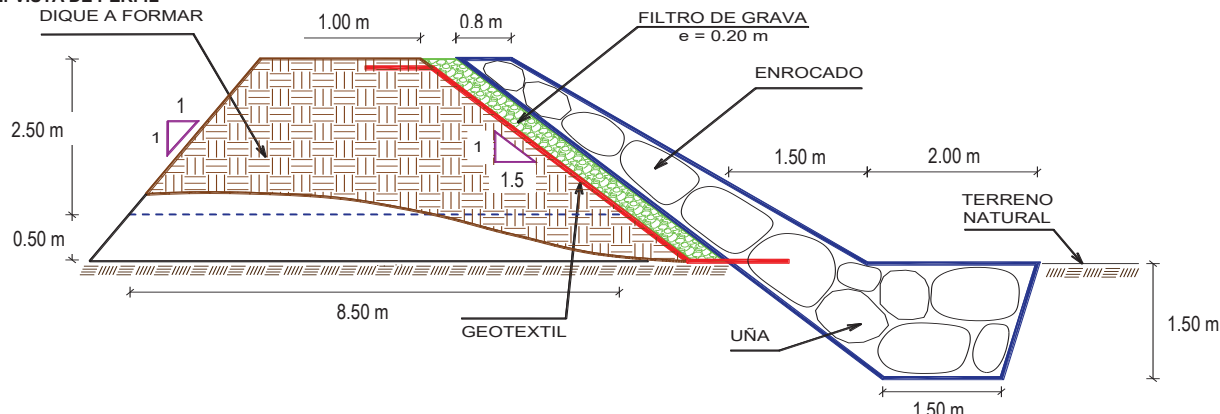 DIQUE A FORMAR
1.00 m
0.8 m
FILTRO DE GRAVA
e = 0.20 m
ENROCADO
1
1
2.50 m
1
1.5
1.50 m
2.00 m
TERRENO
NATURAL
0.50 m
8.50 m
GEOTEXTIL
UÑA
1.50 m
1.50 m